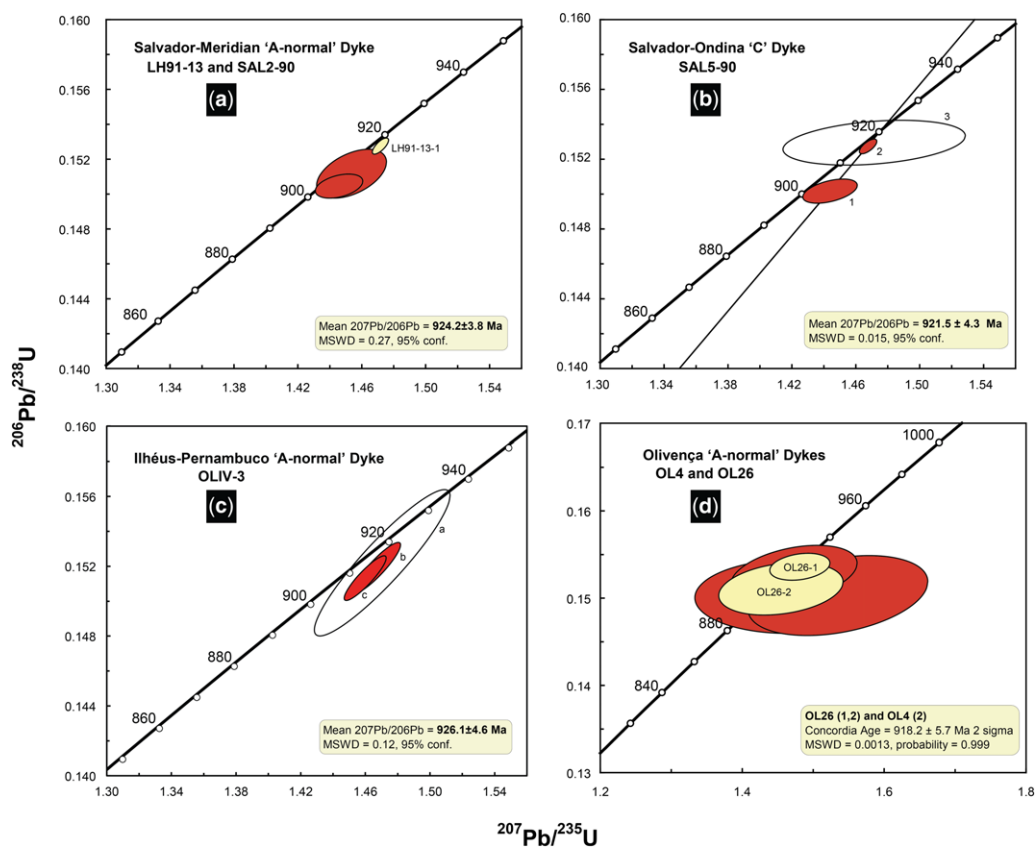 ²⁰⁶Pb/²³⁸U
0.160
0.156
0.152
0.148
0.144
0.140
Salvador-Meridian ‘A-normal’ Dyke
LH91-13 and SAL2-90
(a)
940
920
LH91-13-1
900
880
860
Mean 207Pb/206Pb = 924.2±3.8 Ma
MSWD = 0.27, 95% conf.
1.30 1.34 1.38 1.42 1.46 1.50 1.54
0.160
0.156
0.152
0.148
0.144
0.140
Salvador-Ondina ‘C’ Dyke
SAL5-90
(b)
940
920
3
2
900
1
880
860
Mean 207Pb/206Pb = 921.5 ± 4.3 Ma
MSWD = 0.015, 95% conf.
1.30 1.34 1.38 1.42 1.46 1.50 1.54
0.160
0.156
0.152
0.148
0.144
0.140
Ilhéus-Pernambuco ‘A-normal’ Dyke
OLIV-3
(c)
940
920
a
b
c
900
880
860
Mean 207Pb/206Pb = 926.1±4.6 Ma
MSWD = 0.12, 95% conf.
1.30 1.34 1.38 1.42 1.46 1.50 1.54
0.17
0.16
0.15
0.14
0.13
Olivença ‘A-normal’ Dykes
OL4 and OL26
(d)
1000
960
OL26-1
OL26-2
880
840
OL26 (1,2) and OL4 (2)
Concordia Age = 918.2 ± 5.7 Ma 2 sigma
MSWD = 0.0013, probability = 0.999
1.2 1.4 1.6 1.8
²⁰⁷Pb/²³⁵U